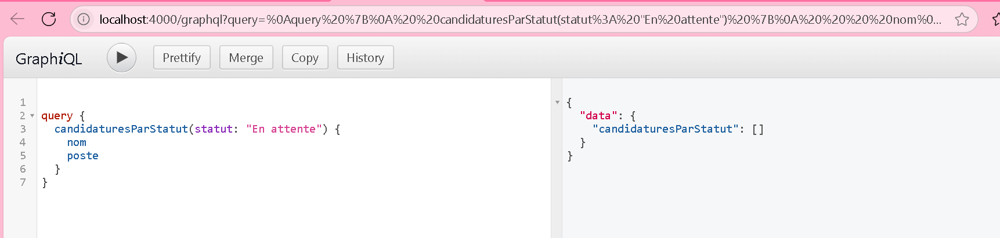 localhost:4000/graphql?query=%0Aquery%20%7B%0A%20%20candidaturesParStatut(statut%3A%20"En%20attente")%20%7B%0A%20%20%20%20nom%0...
GraphiQL
Prettify
Merge
Copy
History
1
2 query {
3 candidaturesParStatut(statut: "En attente") {
4 nom
5 poste
6 }
7 }
{
"data": {
"candidaturesParStatut": []
}
}